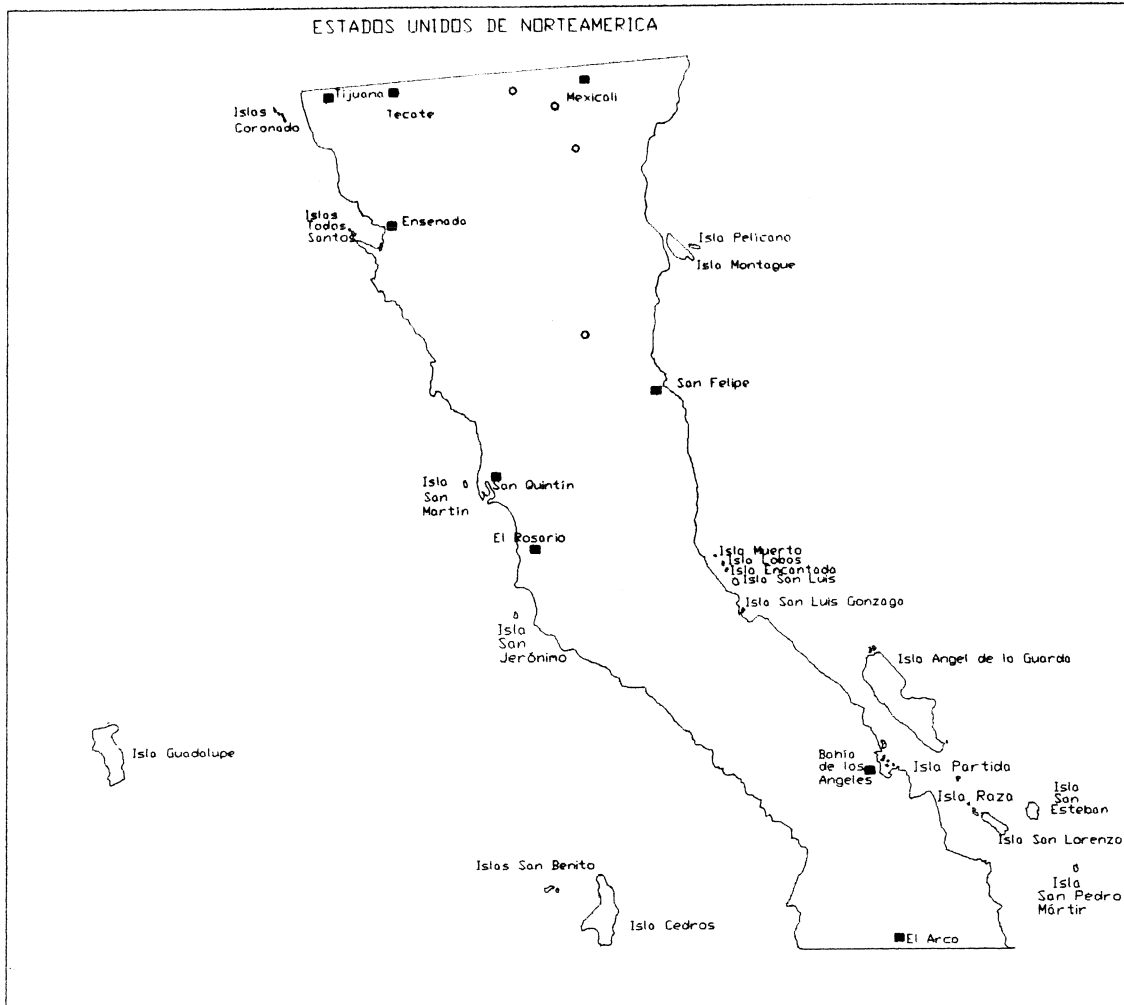 ESTADOS UNIDOS DE NORTEAMERICA
Tijuana
Tecate
Mexicali
Islas
Coronado
Islas
Todos
Santos
Ensenada
Isla Pelicano
Isla Montague
San Felipe
Isla
San
Martín
San Quintín
El Rosario
Isla Muerto
Isla Lobos
Isla Encantada
Isla San Luis
Isla San Luis Gonzaga
Isla
San
Jerónimo
Isla Angel de la Guarda
Isla Guadalupe
Bahía
de los
Angeles
Isla Partida
Isla Raza
Isla
San
Esteban
Isla San Lorenzo
Islas San Benito
Isla Cedros
Isla
San Pedro
Mártir
El Arco